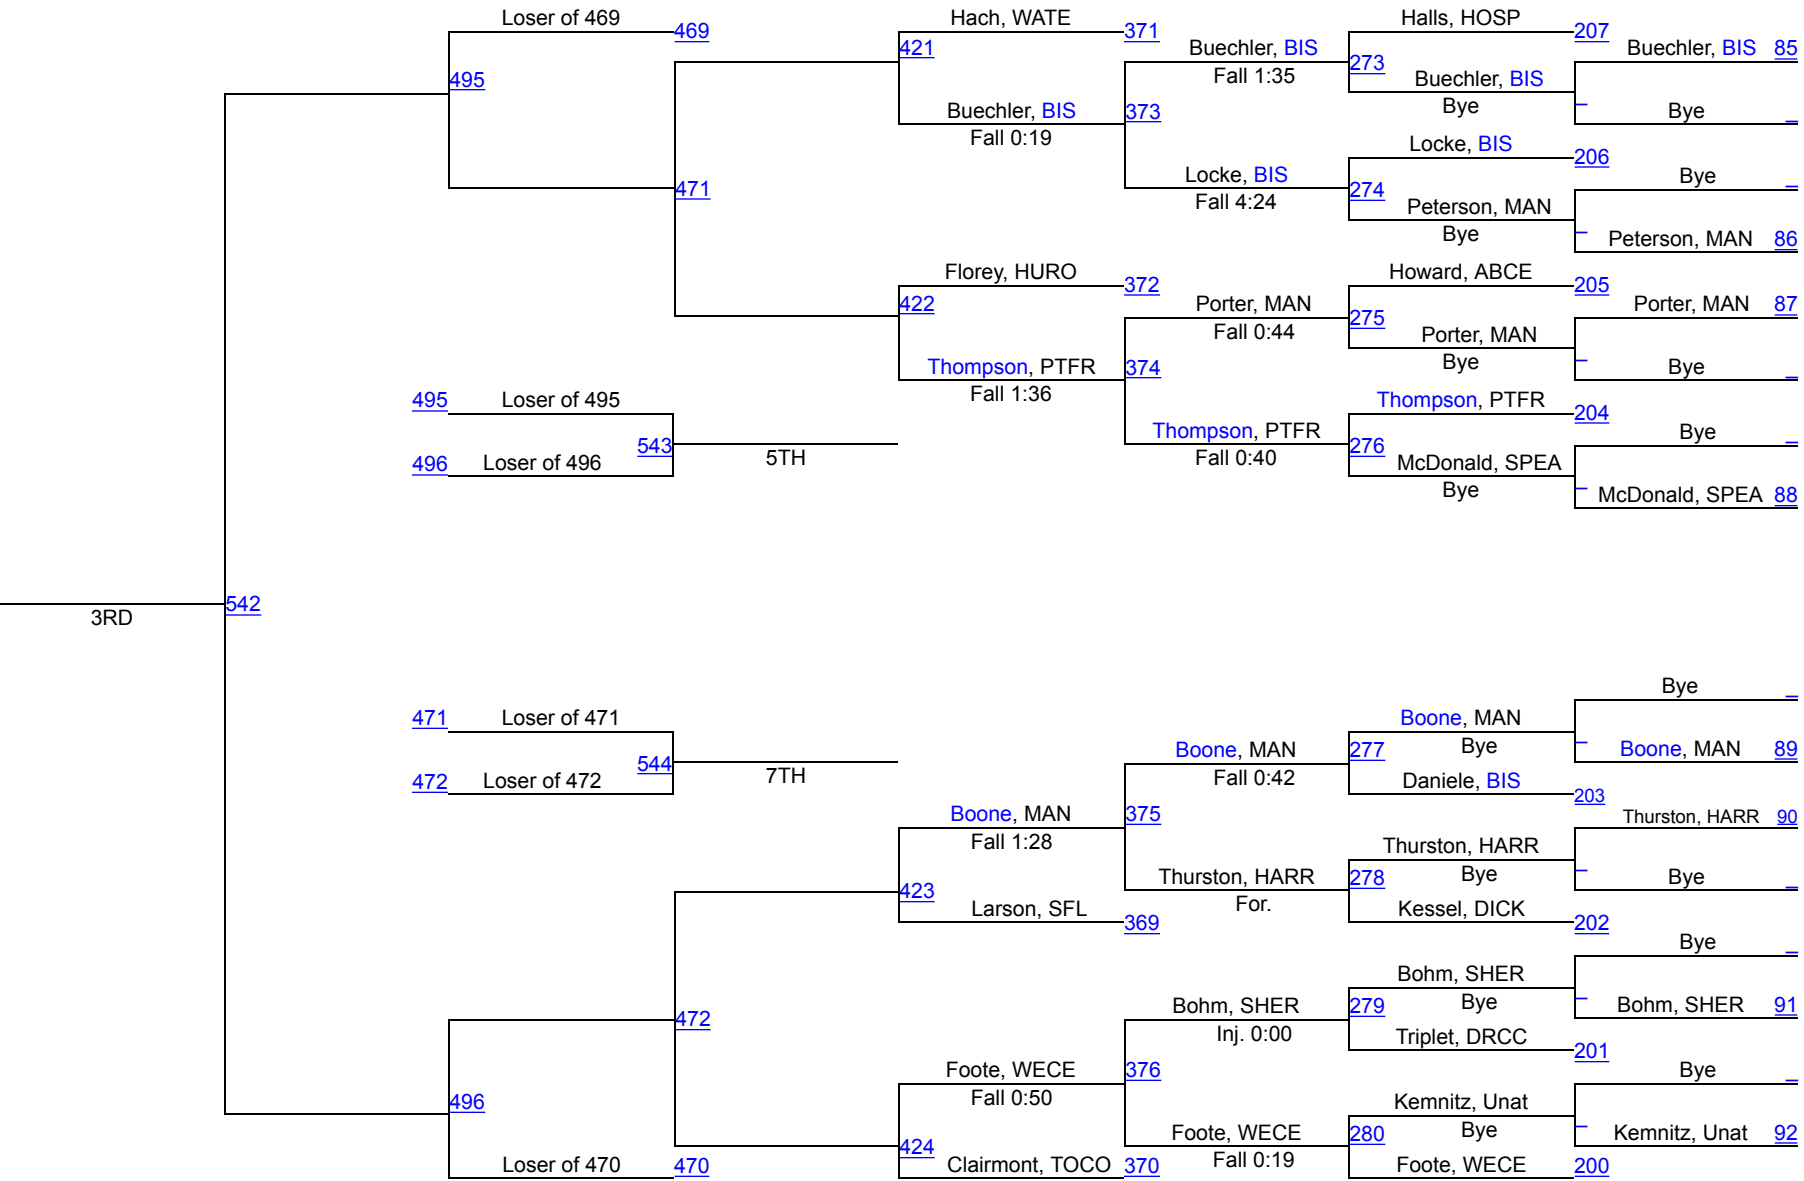 Loser of 469
469
Hach, WATE
371
Halls, HOSP
207
421
Buechler, BIS
273
Buechler, BIS 85
Fall 1:35
495
Buechler, BIS
Bye
Buechler, BIS
373
Bye
Fall 0:19
Locke, BIS
206
Locke, BIS
274
Bye
471
Fall 4:24
Peterson, MAN
Bye
Peterson, MAN 86
Florey, HURO
372
Howard, ABCE
205
422
Porter, MAN
275
Porter, MAN 87
Fall 0:44
Porter, MAN
Thompson, PTFR
374
Bye
Bye
Fall 1:36
495 Loser of 495
Thompson, PTFR
204
543
5TH
Thompson, PTFR
276
Bye
496 Loser of 496
Fall 0:40
McDonald, SPEA
Bye
McDonald, SPEA 88
542
3RD
Bye
471 Loser of 471
Boone, MAN
544
7TH
Boone, MAN
277
Bye
Boone, MAN 89
472 Loser of 472
Fall 0:42
Daniele, BIS
203
Boone, MAN
375
Thurston, HARR 90
Fall 1:28
Thurston, HARR
423
Thurston, HARR
278
Bye
Bye
For.
Larson, SFL
369
Kessel, DICK
202
Bye
Bohm, SHER
472
Bohm, SHER
279
Bye
Bohm, SHER 91
Inj. 0:00
Triplet, DRCC
201
Foote, WECE
376
Bye
Fall 0:50
496
Kemnitz, Unat
424
Foote, WECE
280
Bye
Kemnitz, Unat 92
Fall 0:19
Loser of 470
470
Clairmont, TOCO
370
Foote, WECE
200